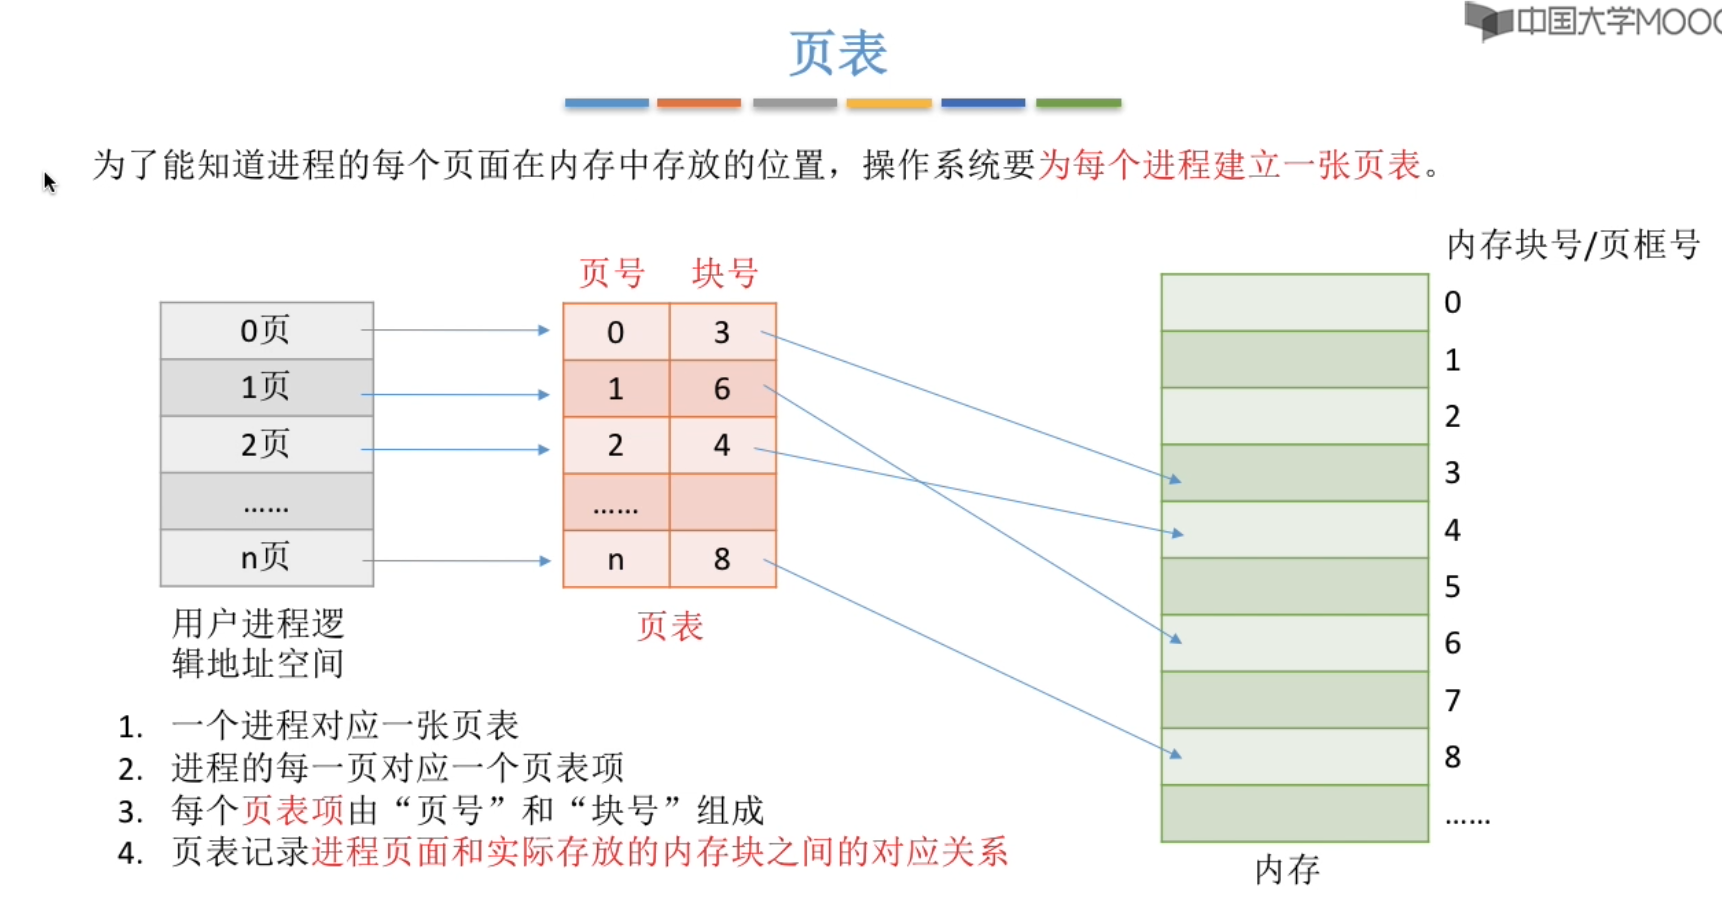 中国大学MOOC
页表
为了能知道进程的每个页面在内存中存放的位置，操作系统要为每个进程建立一张页表。
内存块号/页框号
页号 块号
0页 0 3 0
1页 1 6 1
2页 2 4 2
…… …… 3
n页 n 8 4
5
6
7
8
……
用户进程逻
辑地址空间
页表
内存
1. 一个进程对应一张页表
2. 进程的每一页对应一个页表项
3. 每个页表项由“页号”和“块号”组成
4. 页表记录进程页面和实际存放的内存块之间的对应关系